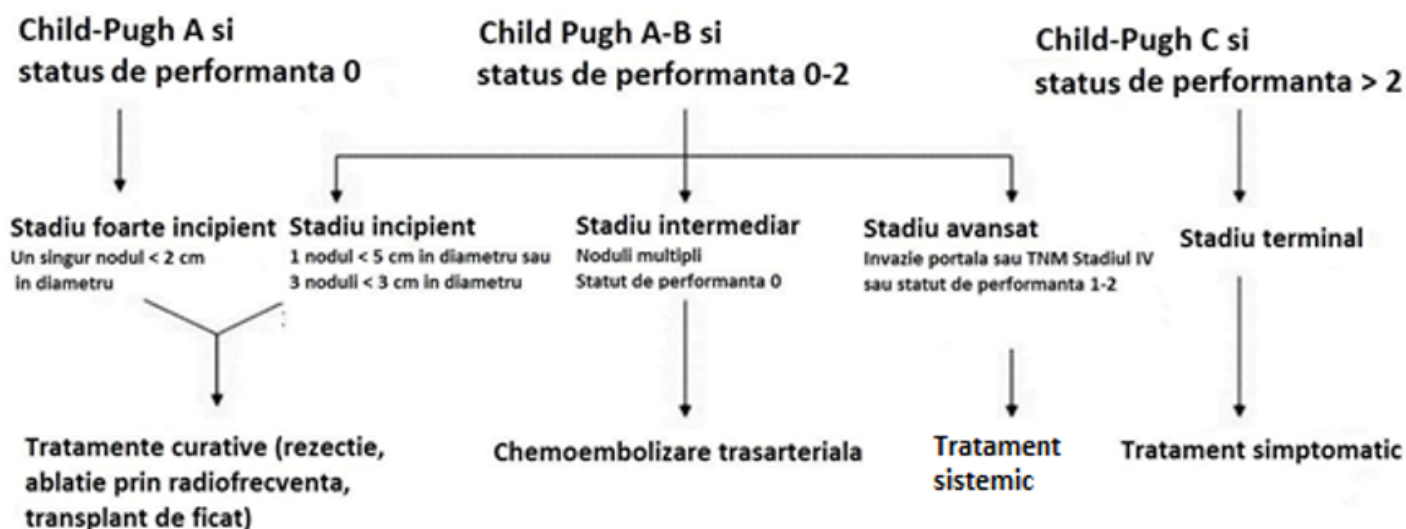 Child-Pugh A si
status de performanta 0
Child Pugh A-B si
status de performanta 0-2
Child-Pugh C si
status de performanta > 2
Stadiu foarte incipient
Un singur nodul < 2 cm
in diametru
Stadiu incipient
1 nodul < 5 cm in diametru sau
3 noduli < 3 cm in diametru
Stadiu intermediar
Noduli multipli
Statut de performanta 0
Stadiu avansat
Invazie portala sau TNM Stadiul IV
sau statut de performanta 1-2
Stadiu terminal
Tratamente curative (rezectie,
ablatie prin radiofrecventa,
transplant de ficat)
Chemoembolizare trasarteriala
Tratament
sistemic
Tratament simptomatic